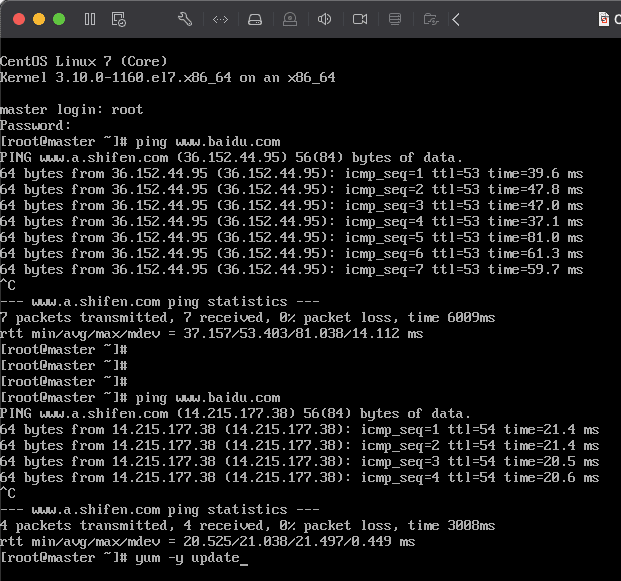 CentOS Linux 7 (Core)
Kernel 3.10.0-1160.el7.x86_64 on an x86_64
master login: root
Password:
[root@master ~]# ping www.baidu.com
PING www.a.shifen.com (36.152.44.95) 56(84) bytes of data.
64 bytes from 36.152.44.95 (36.152.44.95): icmp_seq=1 ttl=53 time=39.6 ms
64 bytes from 36.152.44.95 (36.152.44.95): icmp_seq=2 ttl=53 time=47.8 ms
64 bytes from 36.152.44.95 (36.152.44.95): icmp_seq=3 ttl=53 time=47.0 ms
64 bytes from 36.152.44.95 (36.152.44.95): icmp_seq=4 ttl=53 time=37.1 ms
64 bytes from 36.152.44.95 (36.152.44.95): icmp_seq=5 ttl=53 time=81.0 ms
64 bytes from 36.152.44.95 (36.152.44.95): icmp_seq=6 ttl=53 time=61.3 ms
64 bytes from 36.152.44.95 (36.152.44.95): icmp_seq=7 ttl=53 time=59.7 ms
^C
--- www.a.shifen.com ping statistics ---
7 packets transmitted, 7 received, 0% packet loss, time 6009ms
rtt min/avg/max/mdev = 37.157/53.403/81.038/14.112 ms
[root@master ~]#
[root@master ~]#
[root@master ~]#
[root@master ~]# ping www.baidu.com
PING www.a.shifen.com (14.215.177.38) 56(84) bytes of data.
64 bytes from 14.215.177.38 (14.215.177.38): icmp_seq=1 ttl=54 time=21.4 ms
64 bytes from 14.215.177.38 (14.215.177.38): icmp_seq=2 ttl=54 time=21.4 ms
64 bytes from 14.215.177.38 (14.215.177.38): icmp_seq=3 ttl=54 time=20.5 ms
64 bytes from 14.215.177.38 (14.215.177.38): icmp_seq=4 ttl=54 time=20.6 ms
^C
--- www.a.shifen.com ping statistics ---
4 packets transmitted, 4 received, 0% packet loss, time 3008ms
rtt min/avg/max/mdev = 20.525/21.038/21.497/0.449 ms
[root@master ~]# yum -y update_